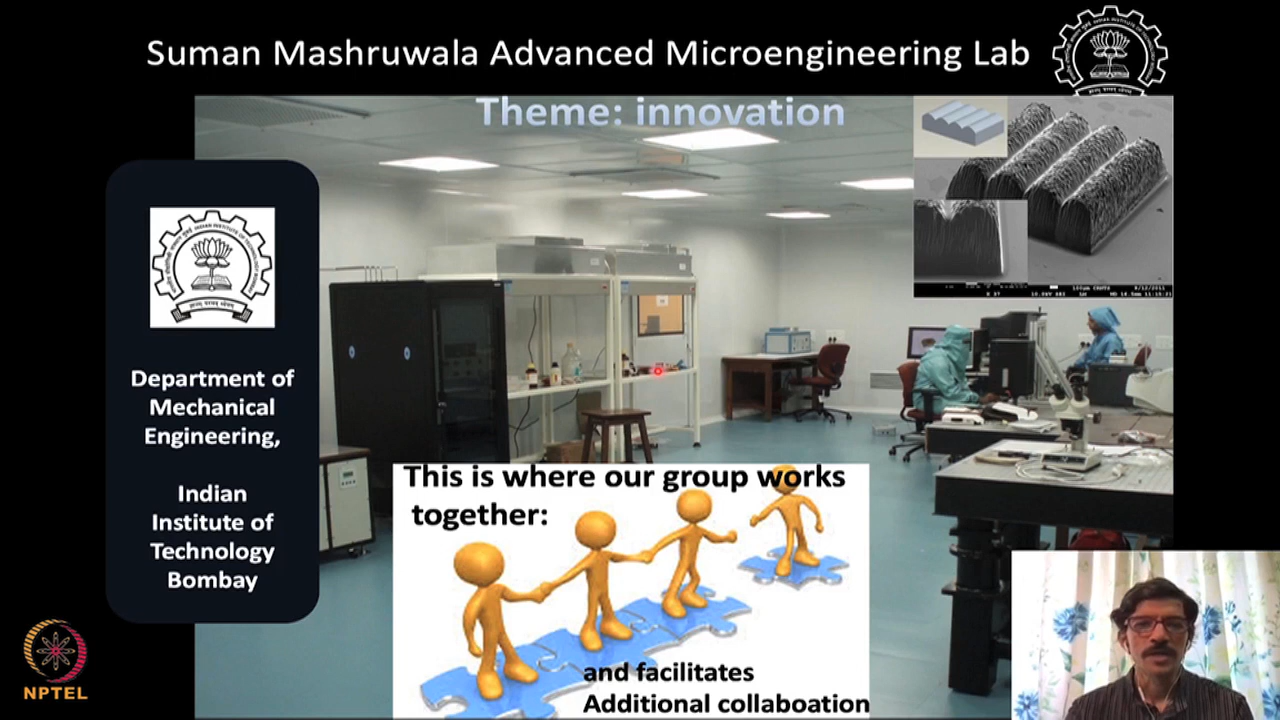 Suman Mashruwala Advanced Microengineering Lab
Theme: innovation
Department of
Mechanical
Engineering,
Indian
Institute of
Technology
Bombay
This is where our group works
together:
and facilitates
Additional collaboation
NPTEL